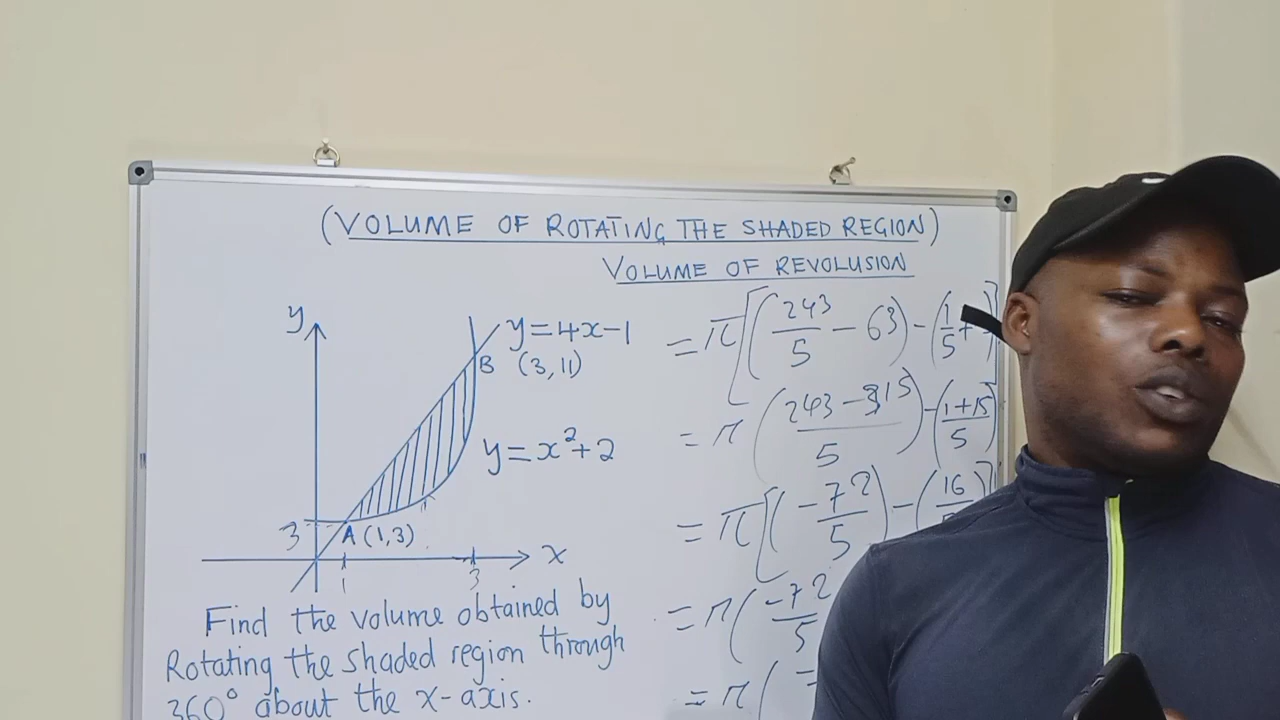 (VOLUME OF ROTATING THE SHADED REGION)
VOLUME OF REVOLUSION
y
y=4x-1
B (3,11)
y=x²+2
3
A (1,3)
x
1
3
Find the volume obtained by
Rotating the shaded region through
360° about the x-axis.
=π[(243/5 - 63) - (1/5 +
=π(243-315)/5) - (1+15/5)
=π[(-72/5) - (16
=π(-72/5
=π(